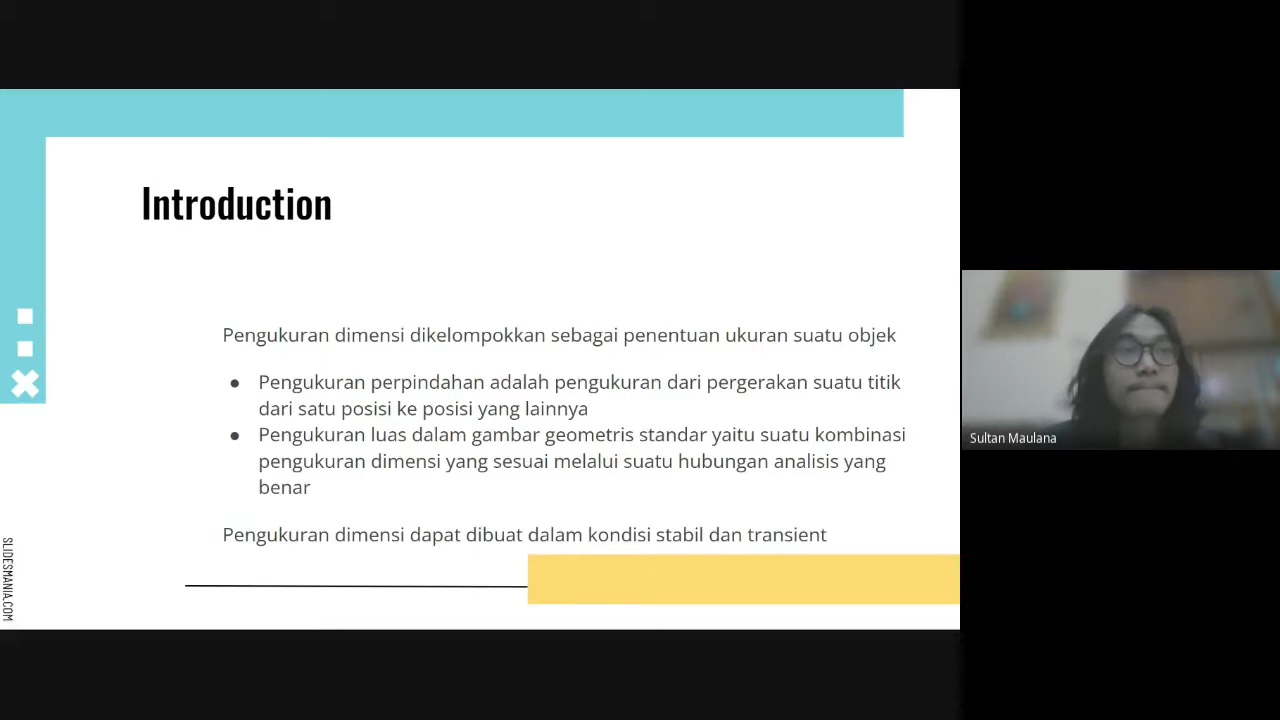 Introduction
Pengukuran dimensi dikelompokkan sebagai penentuan ukuran suatu objek
● Pengukuran perpindahan adalah pengukuran dari pergerakan suatu titik
dari satu posisi ke posisi yang lainnya
● Pengukuran luas dalam gambar geometris standar yaitu suatu kombinasi
pengukuran dimensi yang sesuai melalui suatu hubungan analisis yang
benar
Pengukuran dimensi dapat dibuat dalam kondisi stabil dan transient
SLIDESMANIA.COM
Sultan Maulana